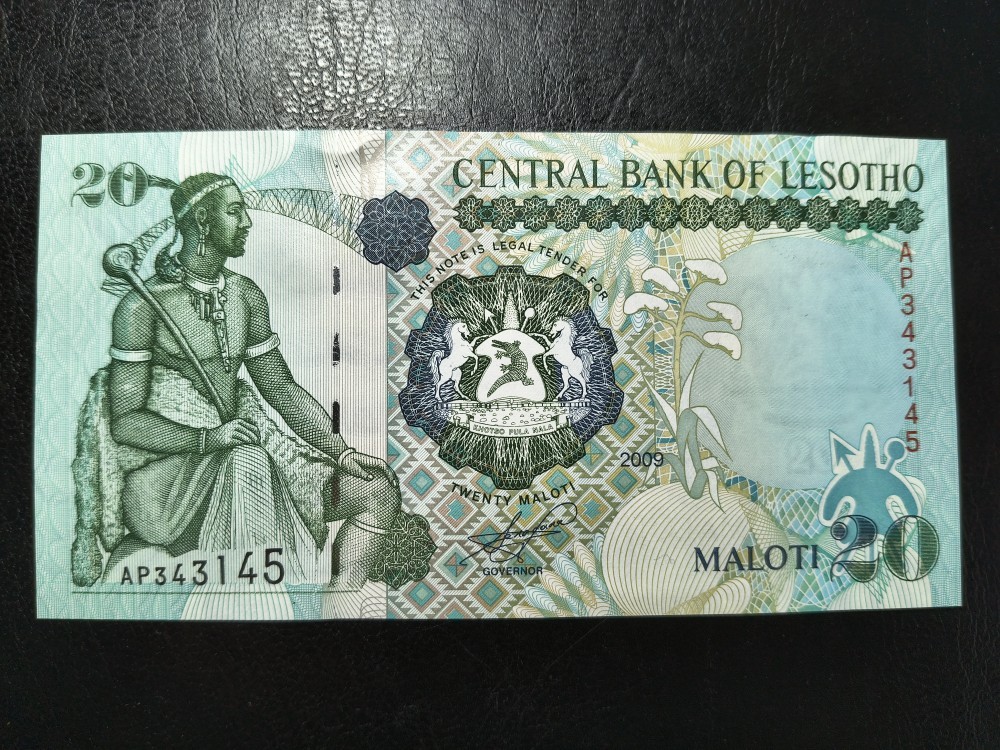 20
CENTRAL BANK OF LESOTHO
AP343145
THIS NOTE IS LEGAL TENDER FOR
KHOTSO PULA NALA
2009
TWENTY MALOTI
GOVERNOR
AP343145
MALOTI 20